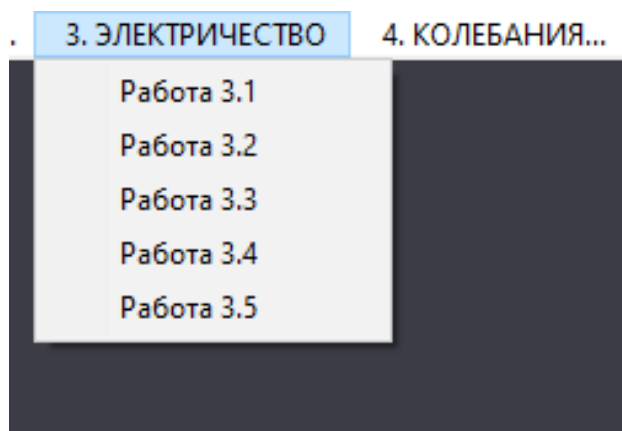 . 3. ЭЛЕКТРИЧЕСТВО 4. КОЛЕБАНИЯ...
Работа 3.1
Работа 3.2
Работа 3.3
Работа 3.4
Работа 3.5